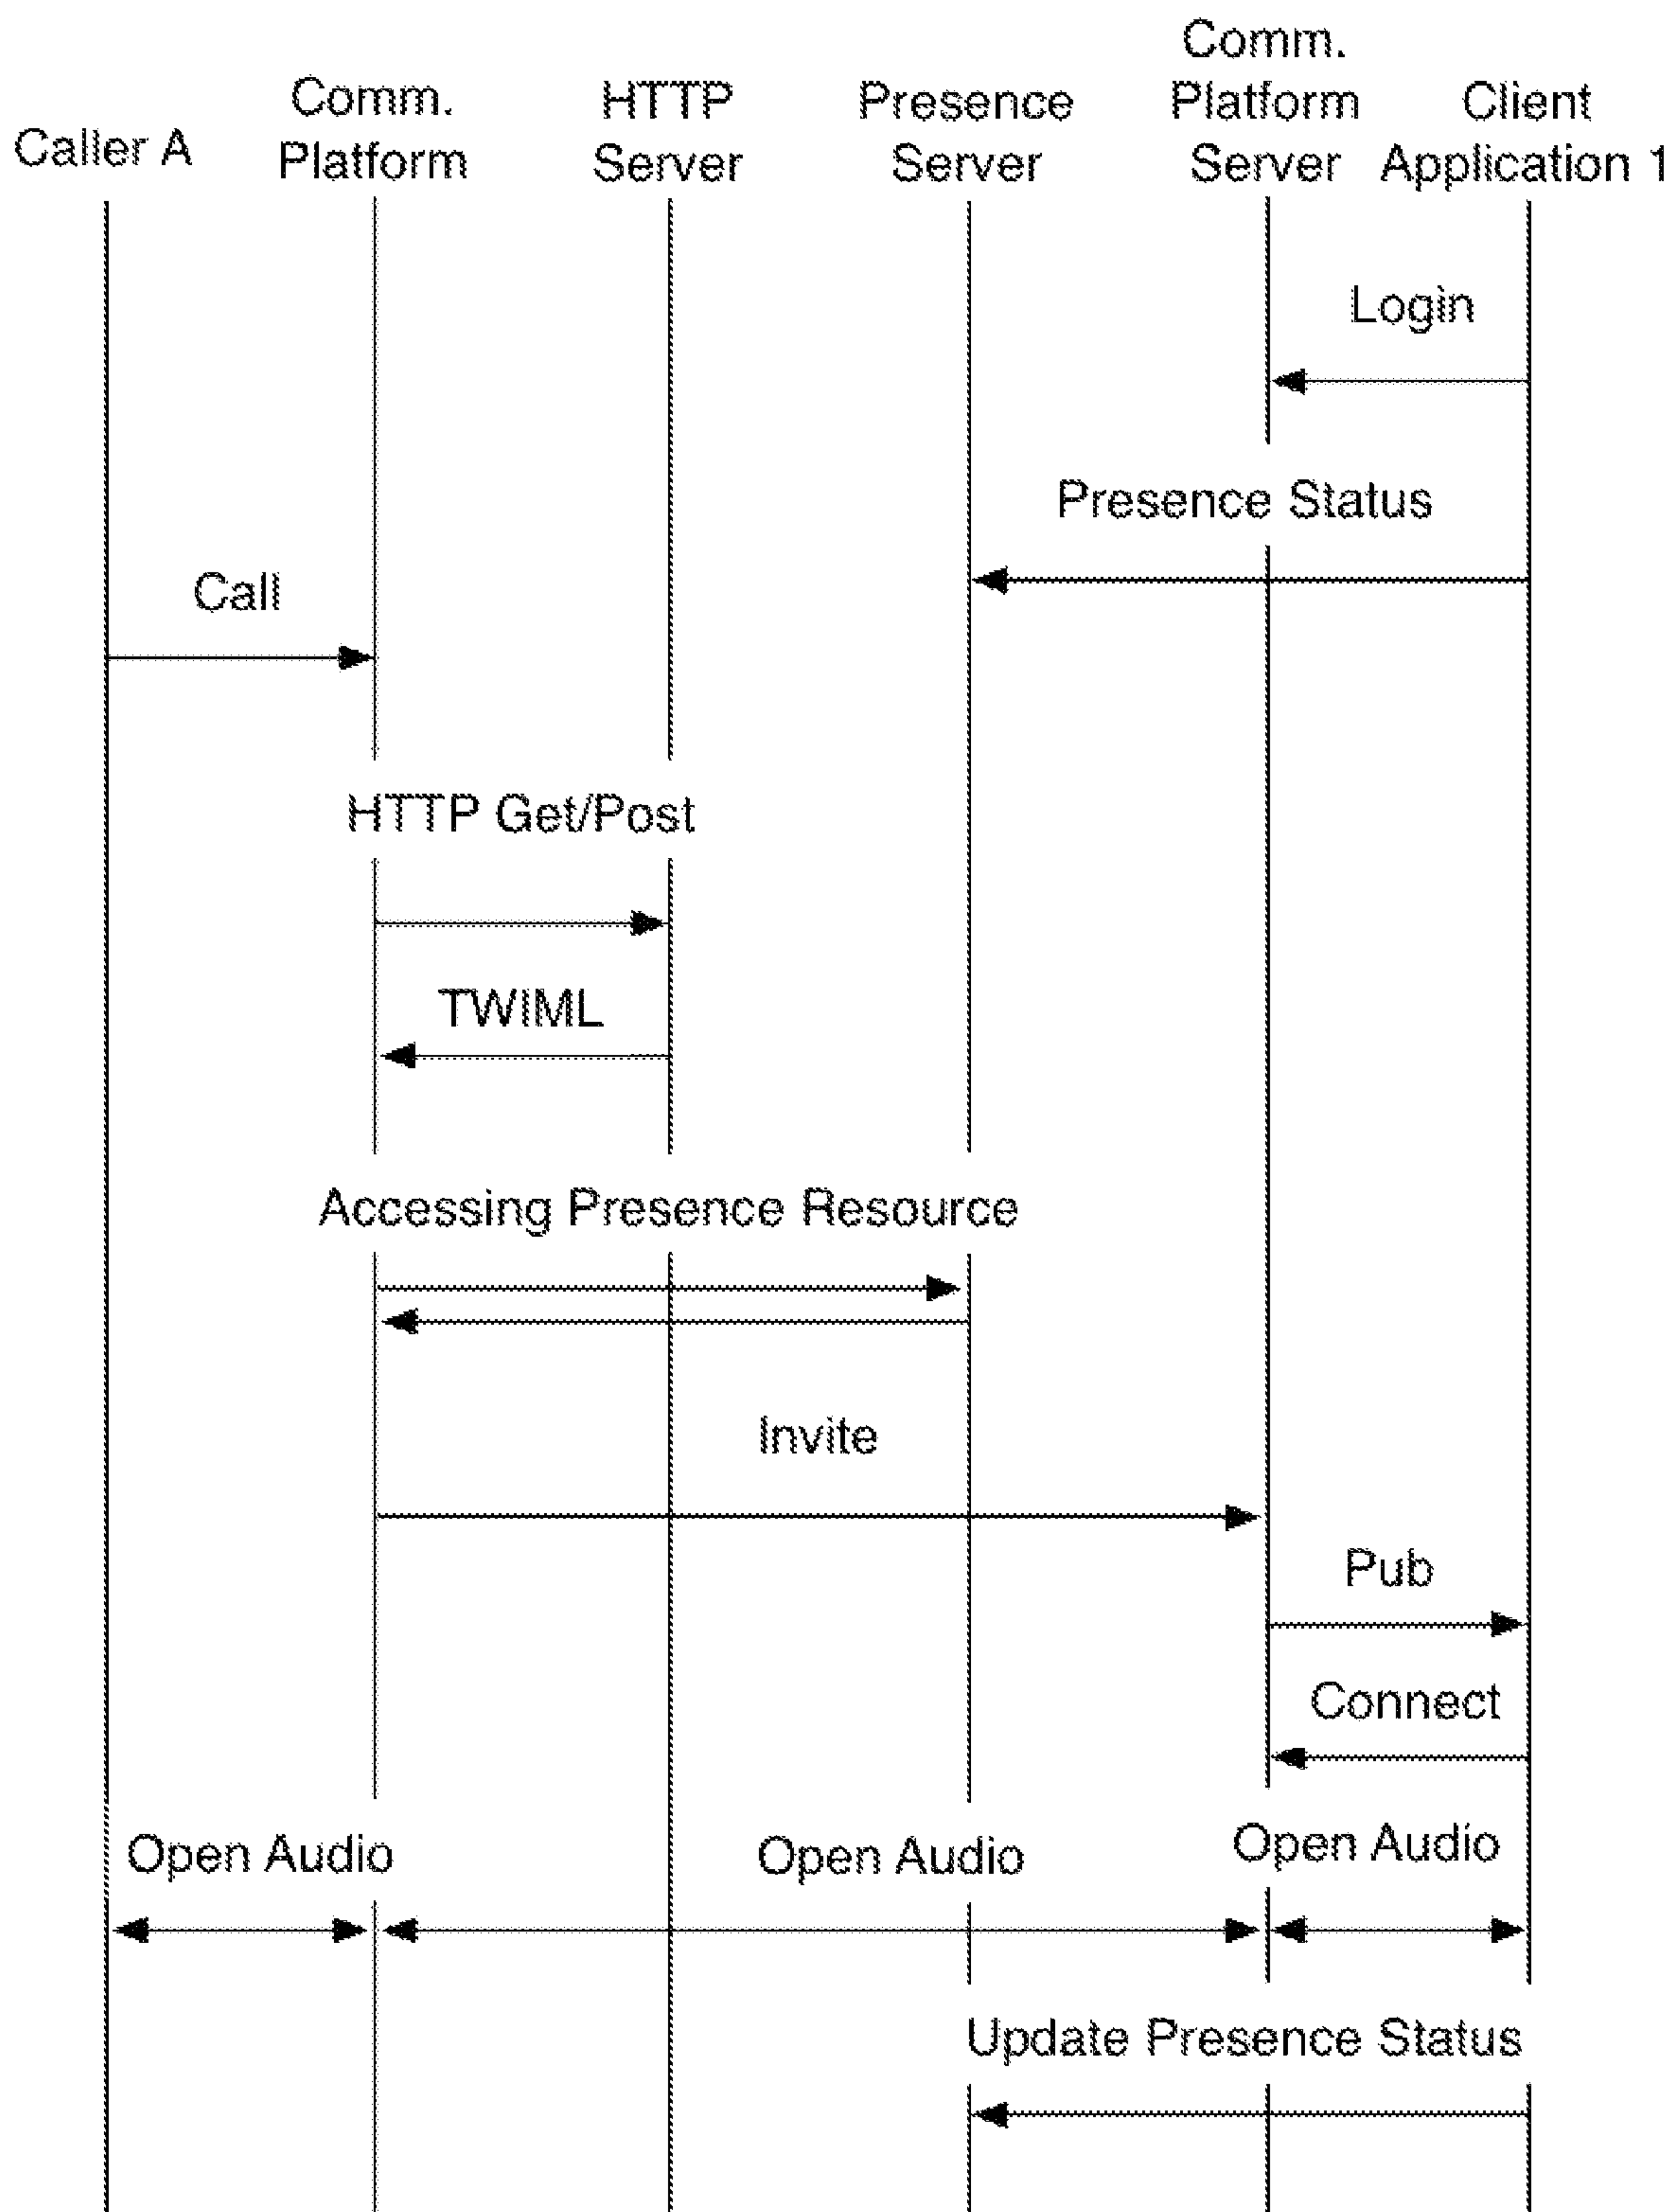 Caller A
Comm.
Platform
HTTP
Server
Presence
Server
Comm.
Platform
Server
Client
Application 1
Login
Presence Status
Call
HTTP Get/Post
TWIML
Accessing Presence Resource
Invite
Pub
Connect
Open Audio
Open Audio
Open Audio
Update Presence Status